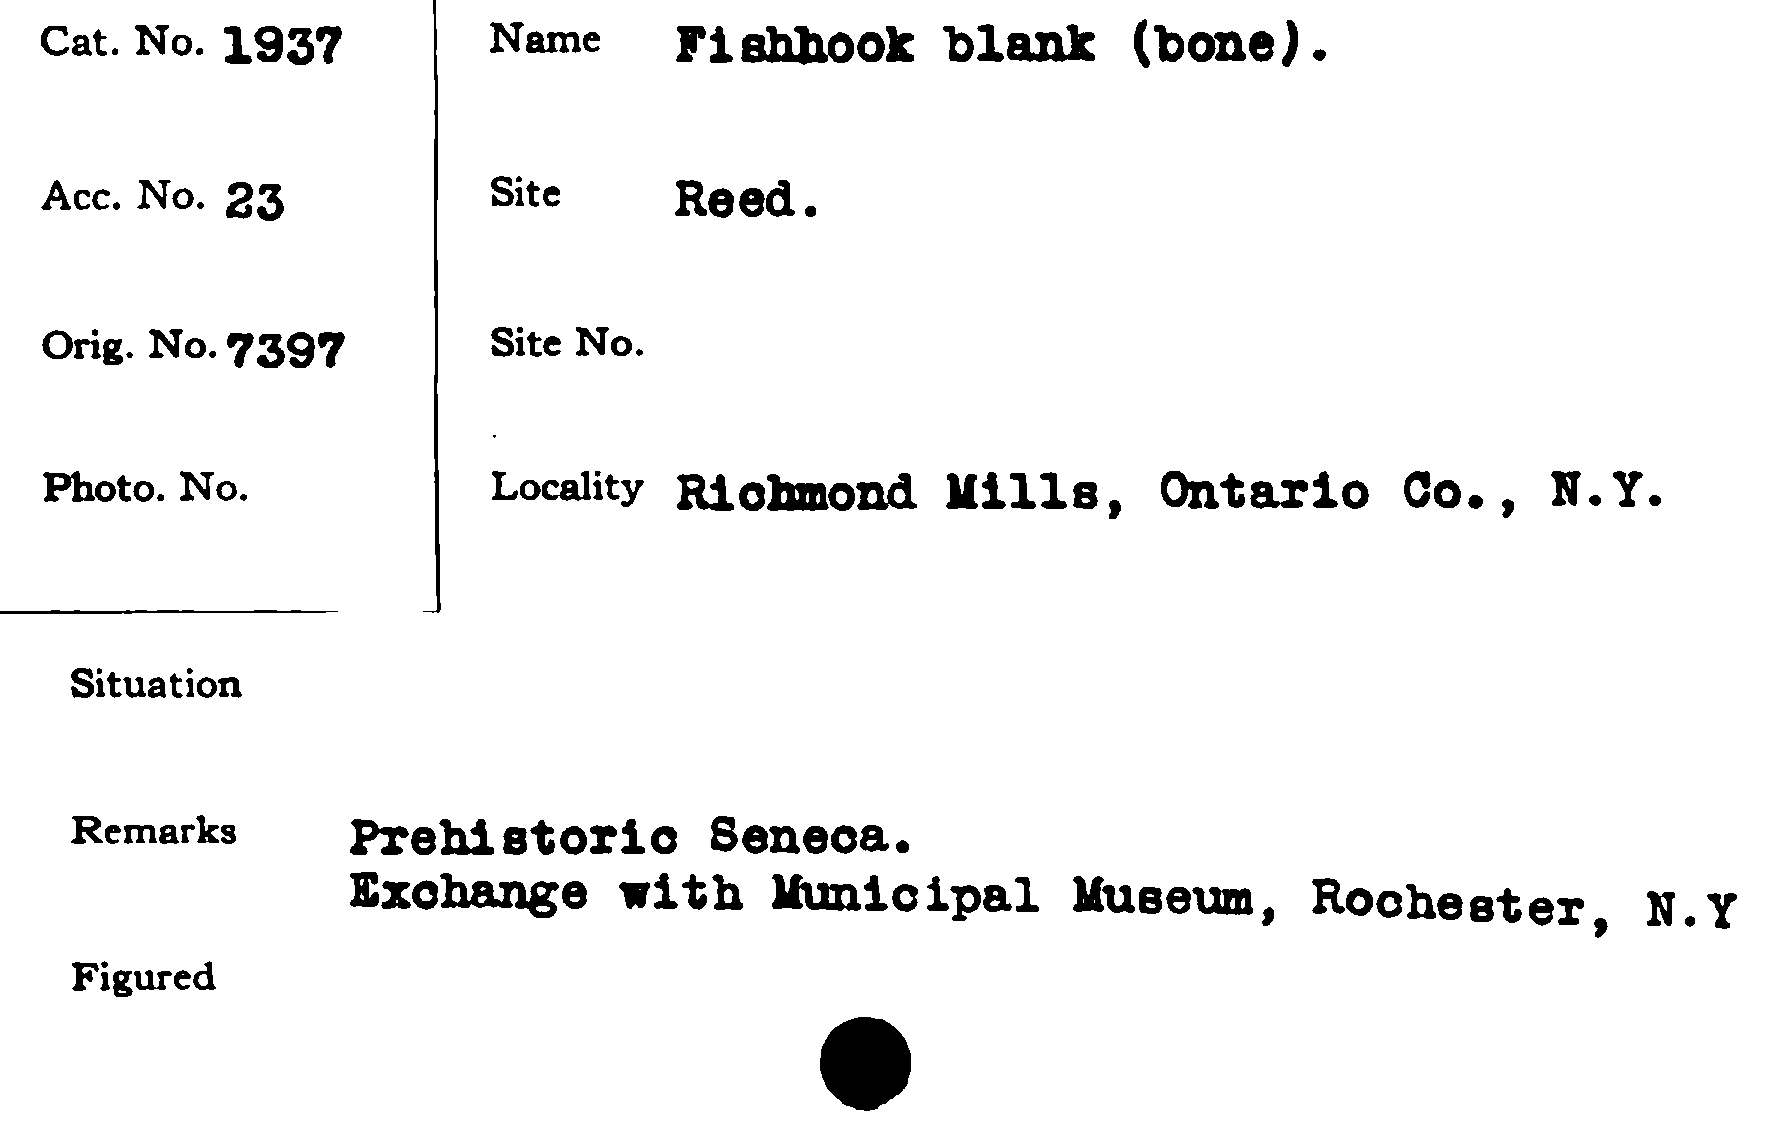 Cat. No. 1937
Name Fishhook blank (bone).
Acc. No. 23
Site Reed.
Orig. No. 7397
Site No.
Photo. No.
Locality Richmond Mills, Ontario Co., N.Y.
Situation
Remarks Prehistoric Seneca.
Exchange with Municipal Museum, Rochester, N.Y
Figured